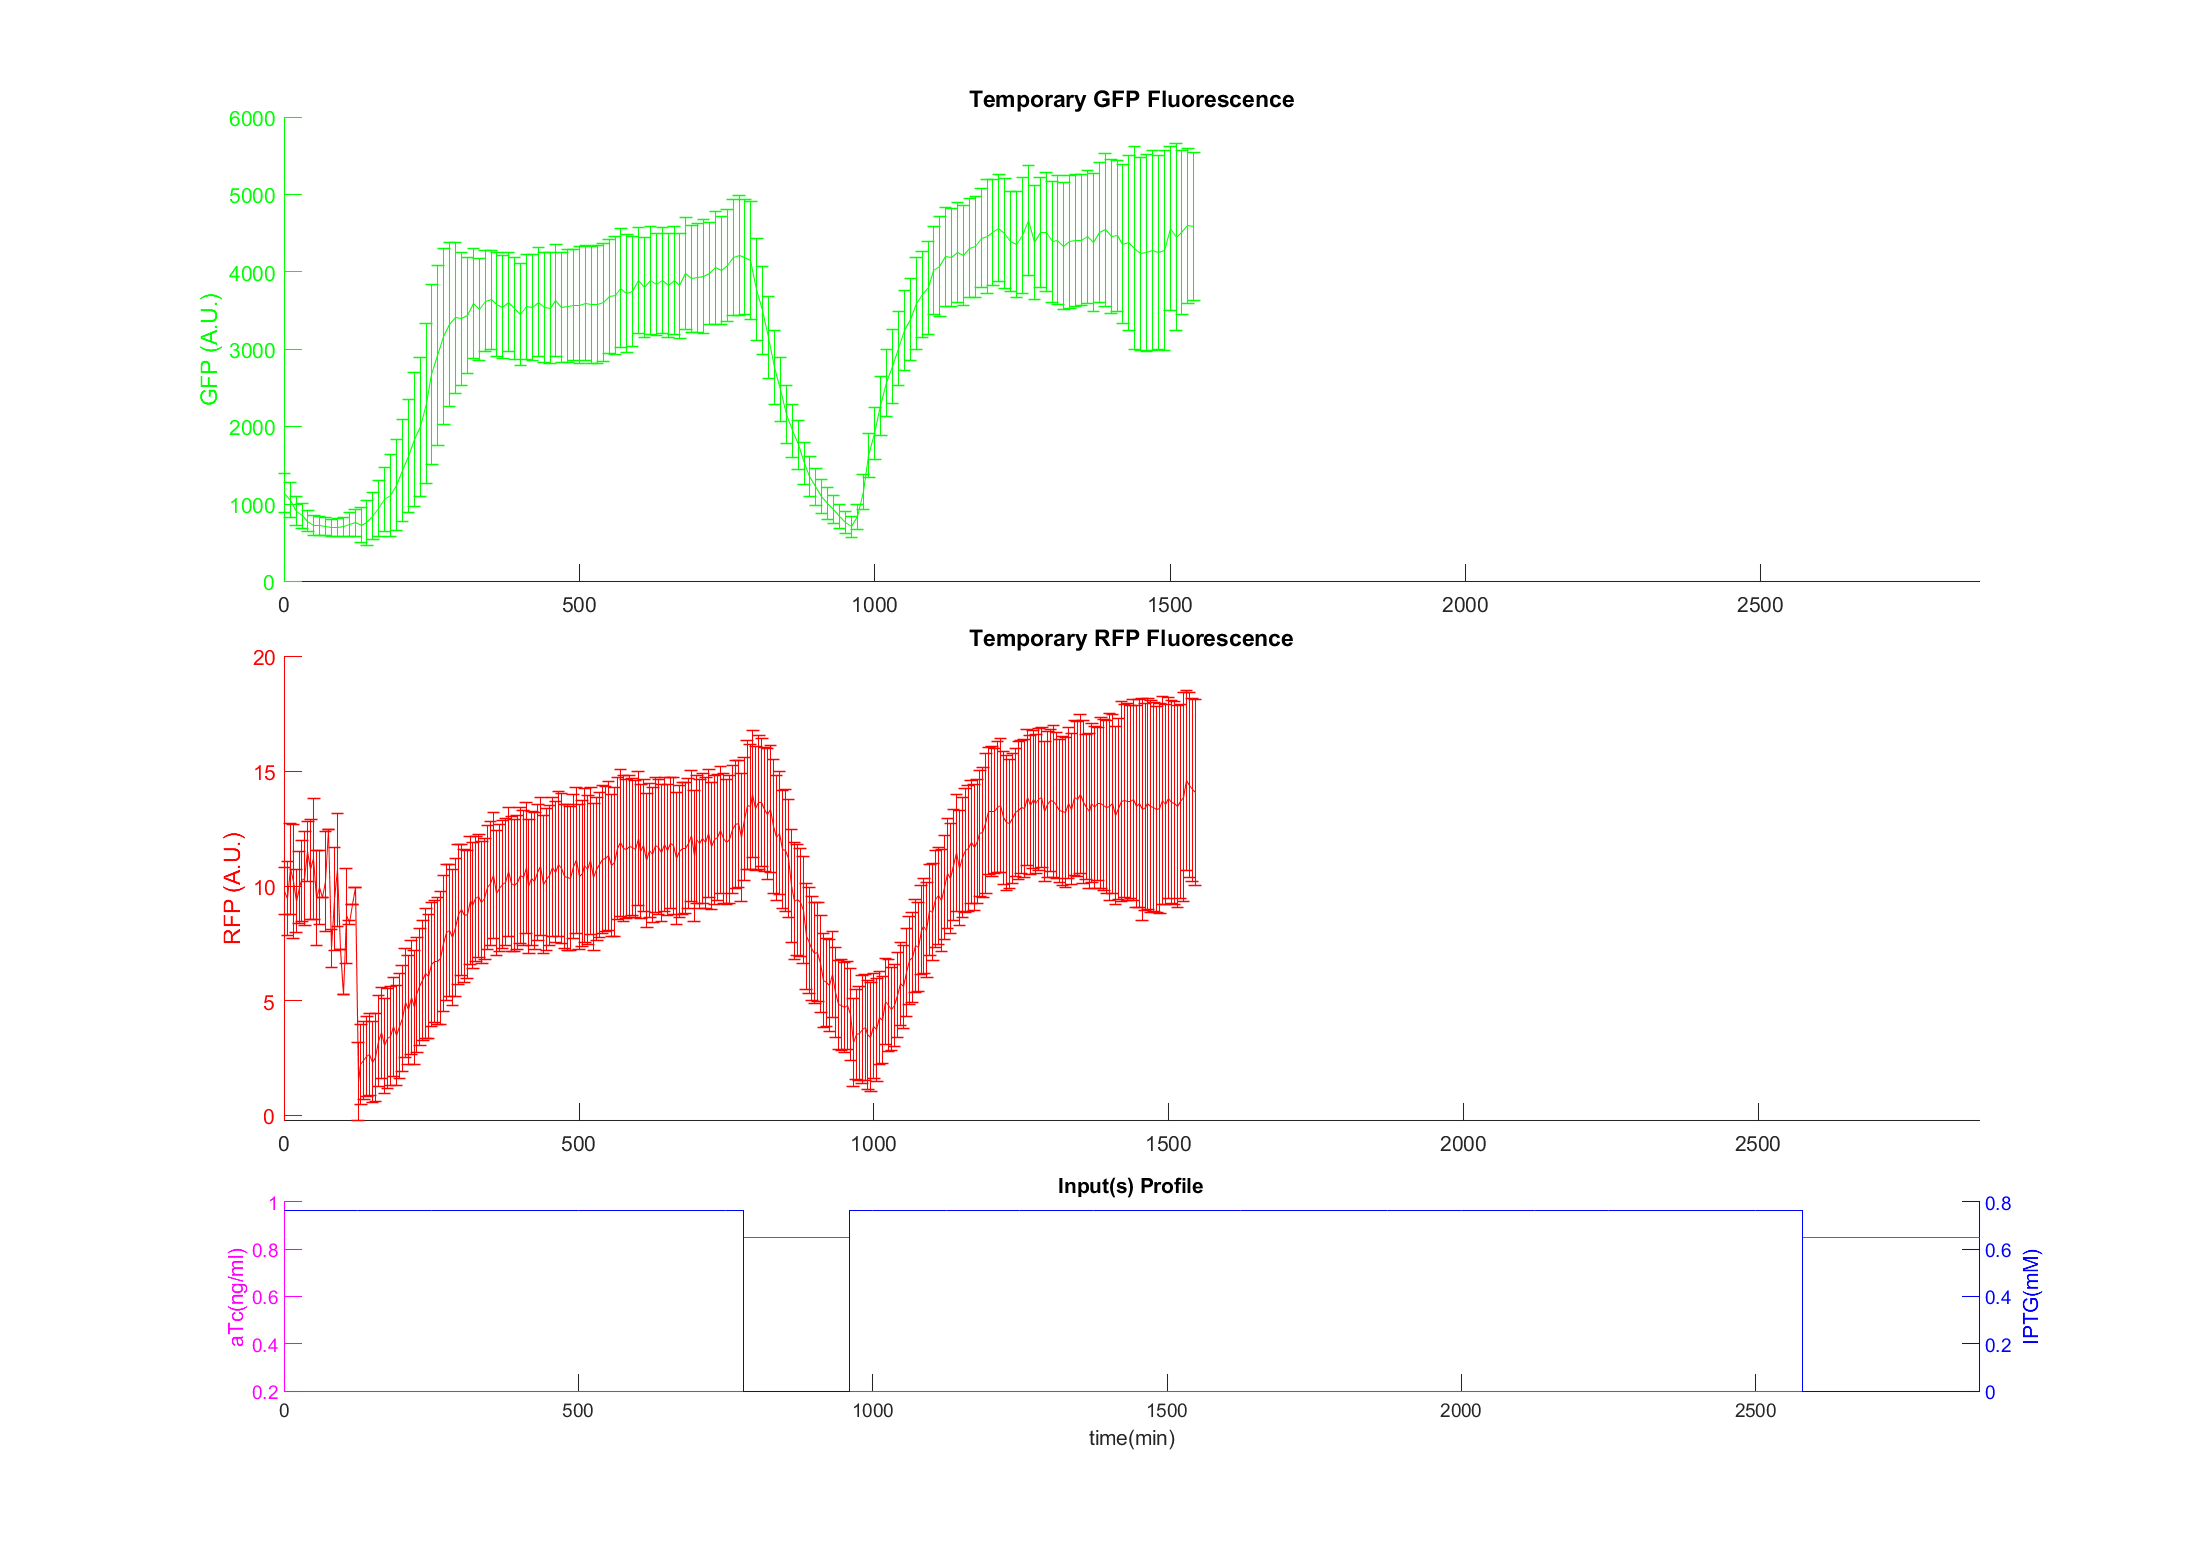 Temporary GFP Fluorescence
6000
5000
4000
3000
2000
1000
0
GFP (A.U.)
0 500 1000 1500 2000 2500
Temporary RFP Fluorescence
20
15
10
5
0
RFP (A.U.)
0 500 1000 1500 2000 2500
Input(s) Profile
1
0.8
0.6
0.4
0.2
aTc(ng/ml)
0.8
0.6
0.4
0.2
0
IPTG(mM)
0 500 1000 1500 2000 2500
time(min)